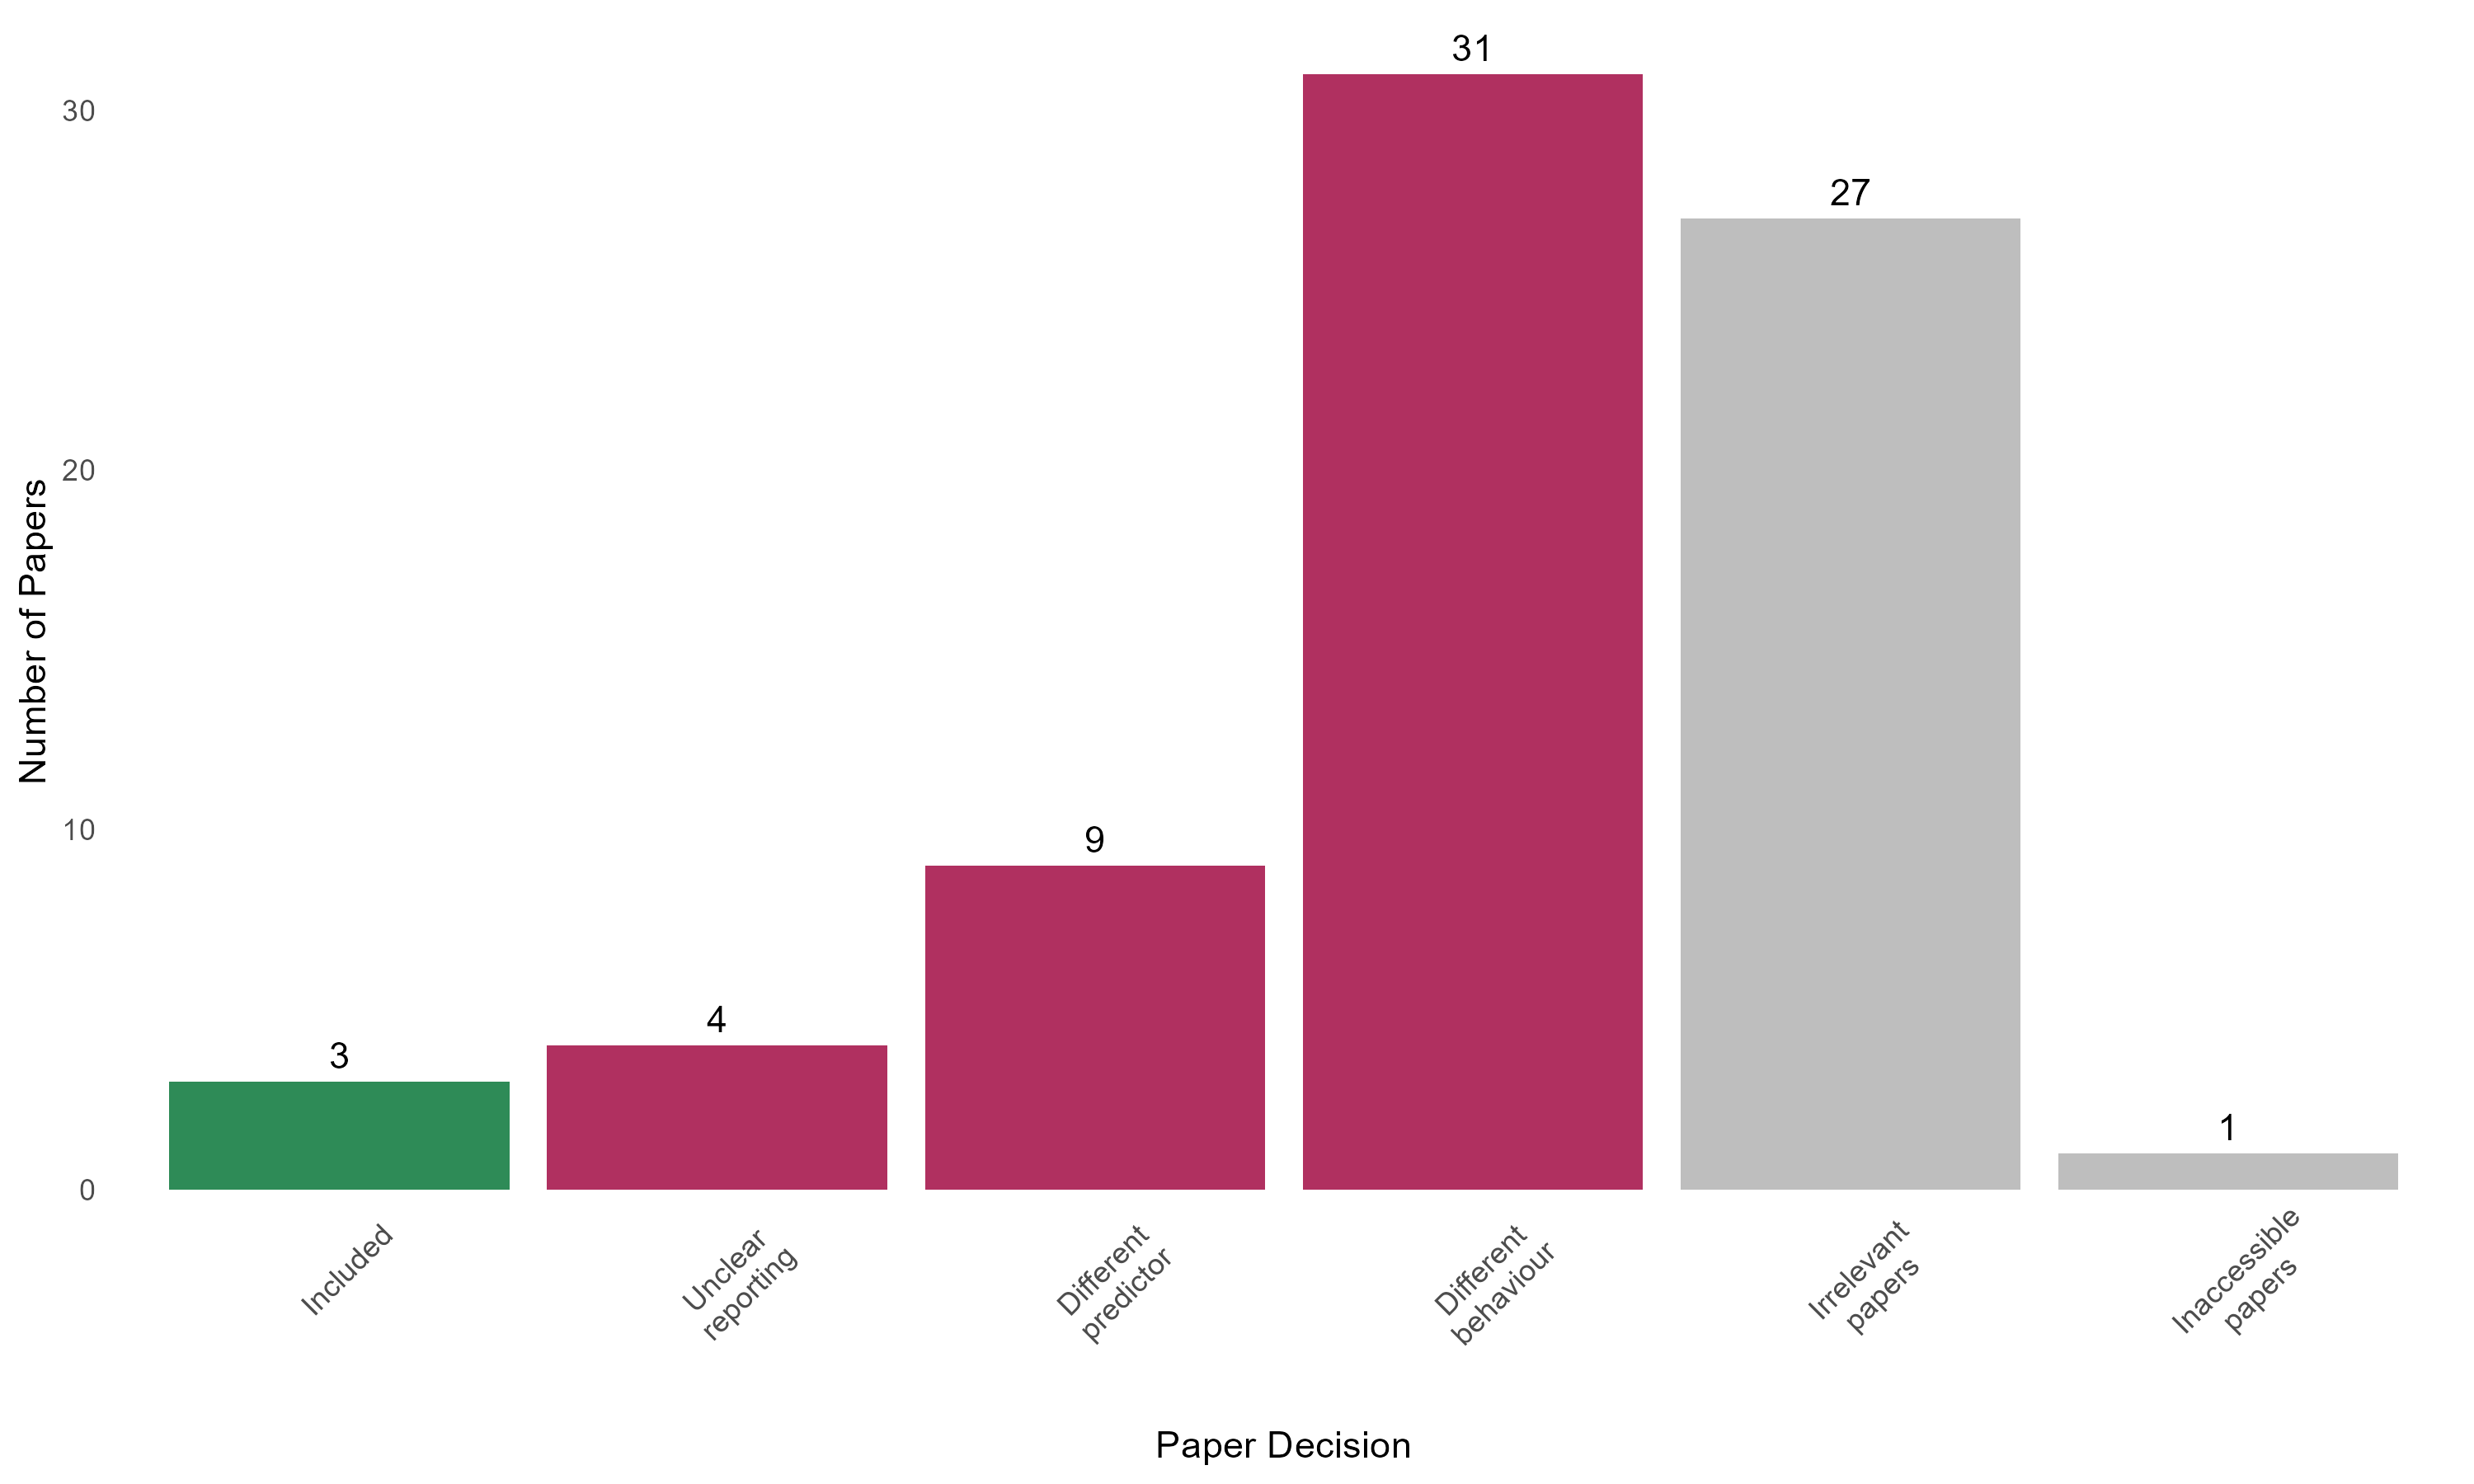 31
30
27
20
Number of Papers
10
9
4
3
1
0
Included
Unclear
reporting
Different
predictor
Different
behaviour
Irrelevant
papers
Inaccessible
papers
Paper Decision